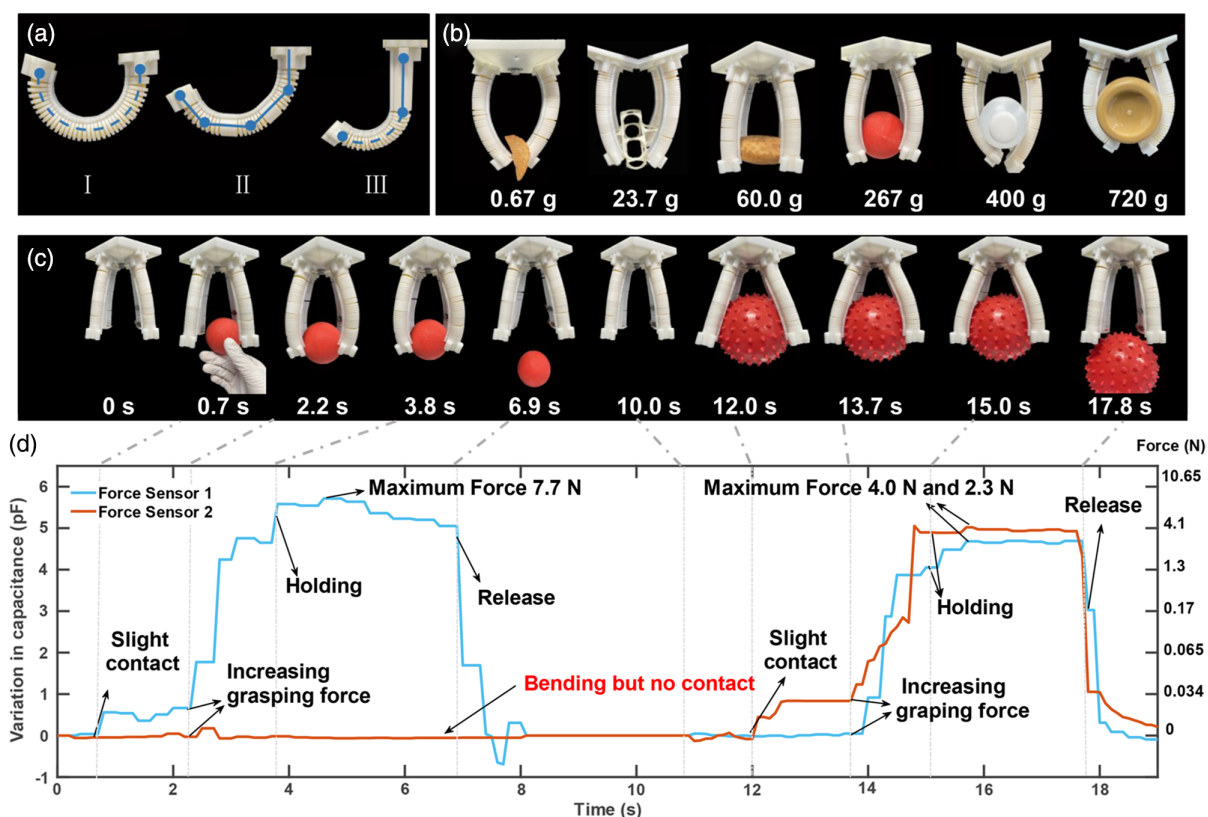 (a)
I
II
III
(b)
0.67 g
23.7 g
60.0 g
267 g
400 g
720 g
(c)
0 s
0.7 s
2.2 s
3.8 s
6.9 s
10.0 s
12.0 s
13.7 s
15.0 s
17.8 s
(d)
Force (N)
Variation in capacitance (pF)
6
5
4
3
2
1
0
-1
Force Sensor 1
Force Sensor 2
Slight
contact
Increasing
grasping force
Holding
Maximum Force 7.7 N
Release
Bending but no contact
Maximum Force 4.0 N and 2.3 N
Slight
contact
Holding
Increasing
graping force
Release
10.65
4.1
1.3
0.17
0.065
0.034
0
0
2
4
6
8
10
12
14
16
18
Time (s)